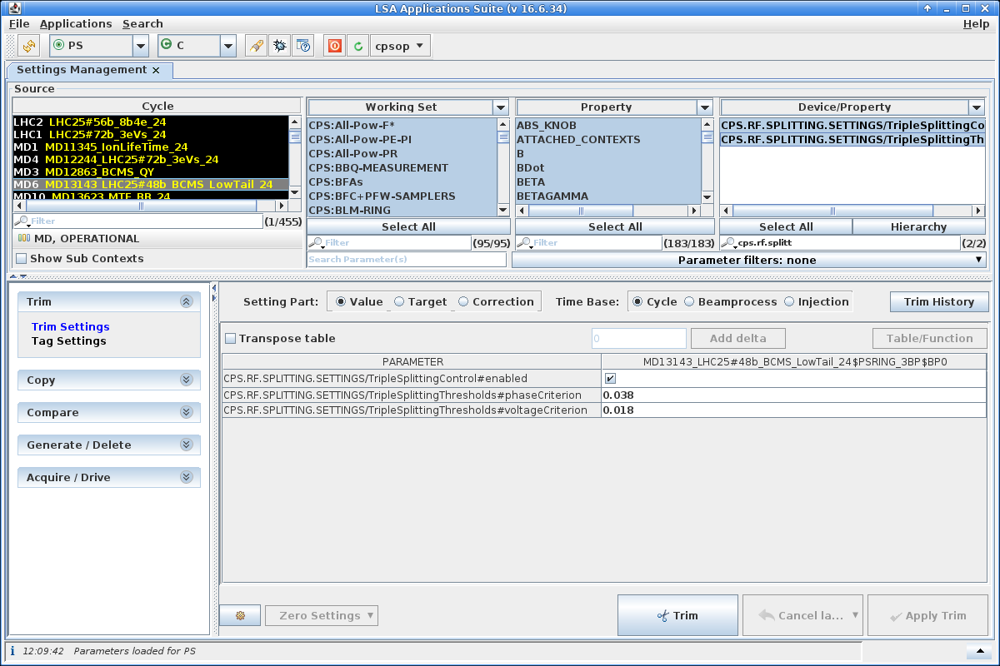 LSA Applications Suite (v 16.6.34)
File Applications Search Help
PS C cpsop
Settings Management
Source
Cycle
LHC2 LHC25#56b_8b4e_24
LHC1 LHC25#72b_3eVs_24
MD1 MD11345_IonLifeTime_24
MD4 MD12244_LHC25#72b_3eVs_24
MD3 MD12863_BCMS_QY
MD6 MD13143_LHC25#48b_BCMS_LowTail_24
MD10 MD13623_MTE_BB_24
Filter (1/455)
MD, OPERATIONAL
Show Sub Contexts
Working Set
CPS:All-Pow-F*
CPS:All-Pow-PE-PI
CPS:All-Pow-PR
CPS:BBQ-MEASUREMENT
CPS:BFAs
CPS:BFC+PFW-SAMPLERS
CPS:BLM-RING
Select All
Filter (95/95)
Search Parameter(s)
Property
ABS_KNOB
ATTACHED_CONTEXTS
B
BDot
BETA
BETAGAMMA
Select All
Filter (183/183)
Device/Property
CPS.RF.SPLITTING.SETTINGS/TripleSplittingCo
CPS.RF.SPLITTING.SETTINGS/TripleSplittingTh
Select All Hierarchy
cps.rf.splitt (2/2)
Parameter filters: none
Trim
Trim Settings
Tag Settings
Copy
Compare
Generate / Delete
Acquire / Drive
Setting Part: Value Target Correction Time Base: Cycle Beamprocess Injection Trim History
Transpose table 0 Add delta Table/Function
PARAMETER MD13143_LHC25#48b_BCMS_LowTail_24$PSRING_3BP$BP0
CPS.RF.SPLITTING.SETTINGS/TripleSplittingControl#enabled
CPS.RF.SPLITTING.SETTINGS/TripleSplittingThresholds#phaseCriterion 0.038
CPS.RF.SPLITTING.SETTINGS/TripleSplittingThresholds#voltageCriterion 0.018
Zero Settings Trim Cancel la... Apply Trim
12:09:42 Parameters loaded for PS